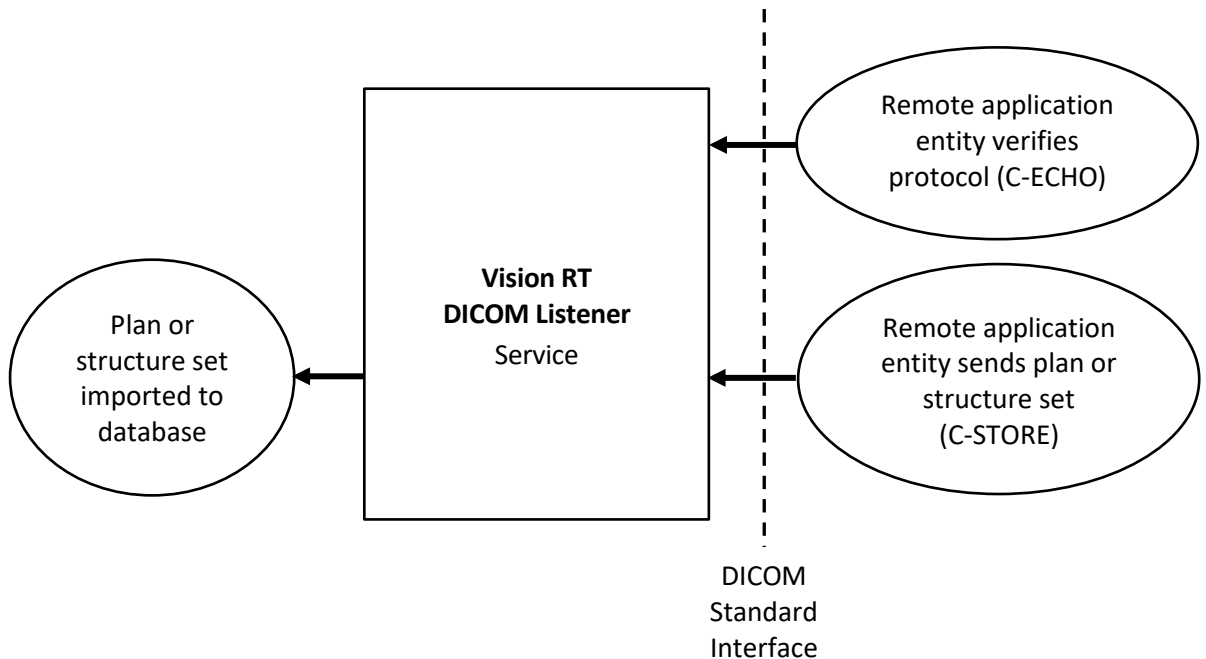 Remote application
entity verifies
protocol (C-ECHO)
Vision RT
DICOM Listener
Service
Plan or
structure set
imported to
database
Remote application
entity sends plan or
structure set
(C-STORE)
DICOM
Standard
Interface